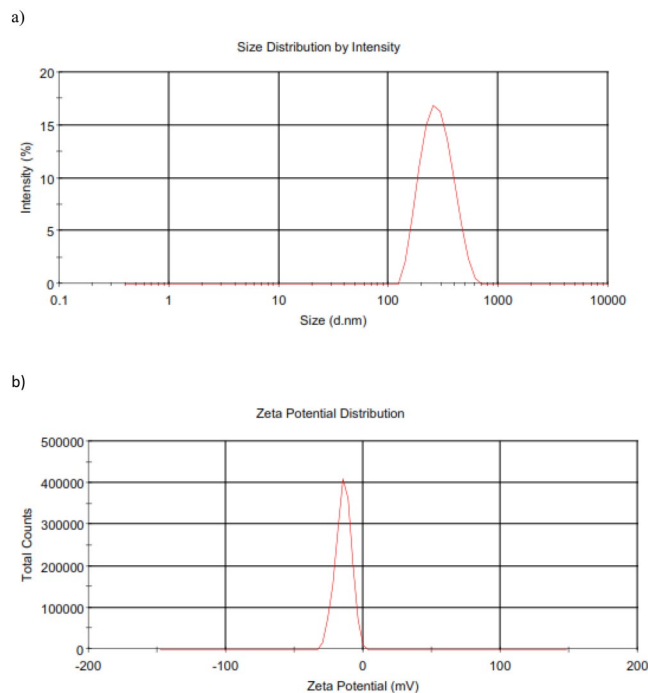 a)
Size Distribution by Intensity
20
15
10
5
0
Intensity (%)
0.1 1 10 100 1000 10000
Size (d.nm)
b)
Zeta Potential Distribution
500000
400000
300000
200000
100000
0
Total Counts
-200 -100 0 100 200
Zeta Potential (mV)